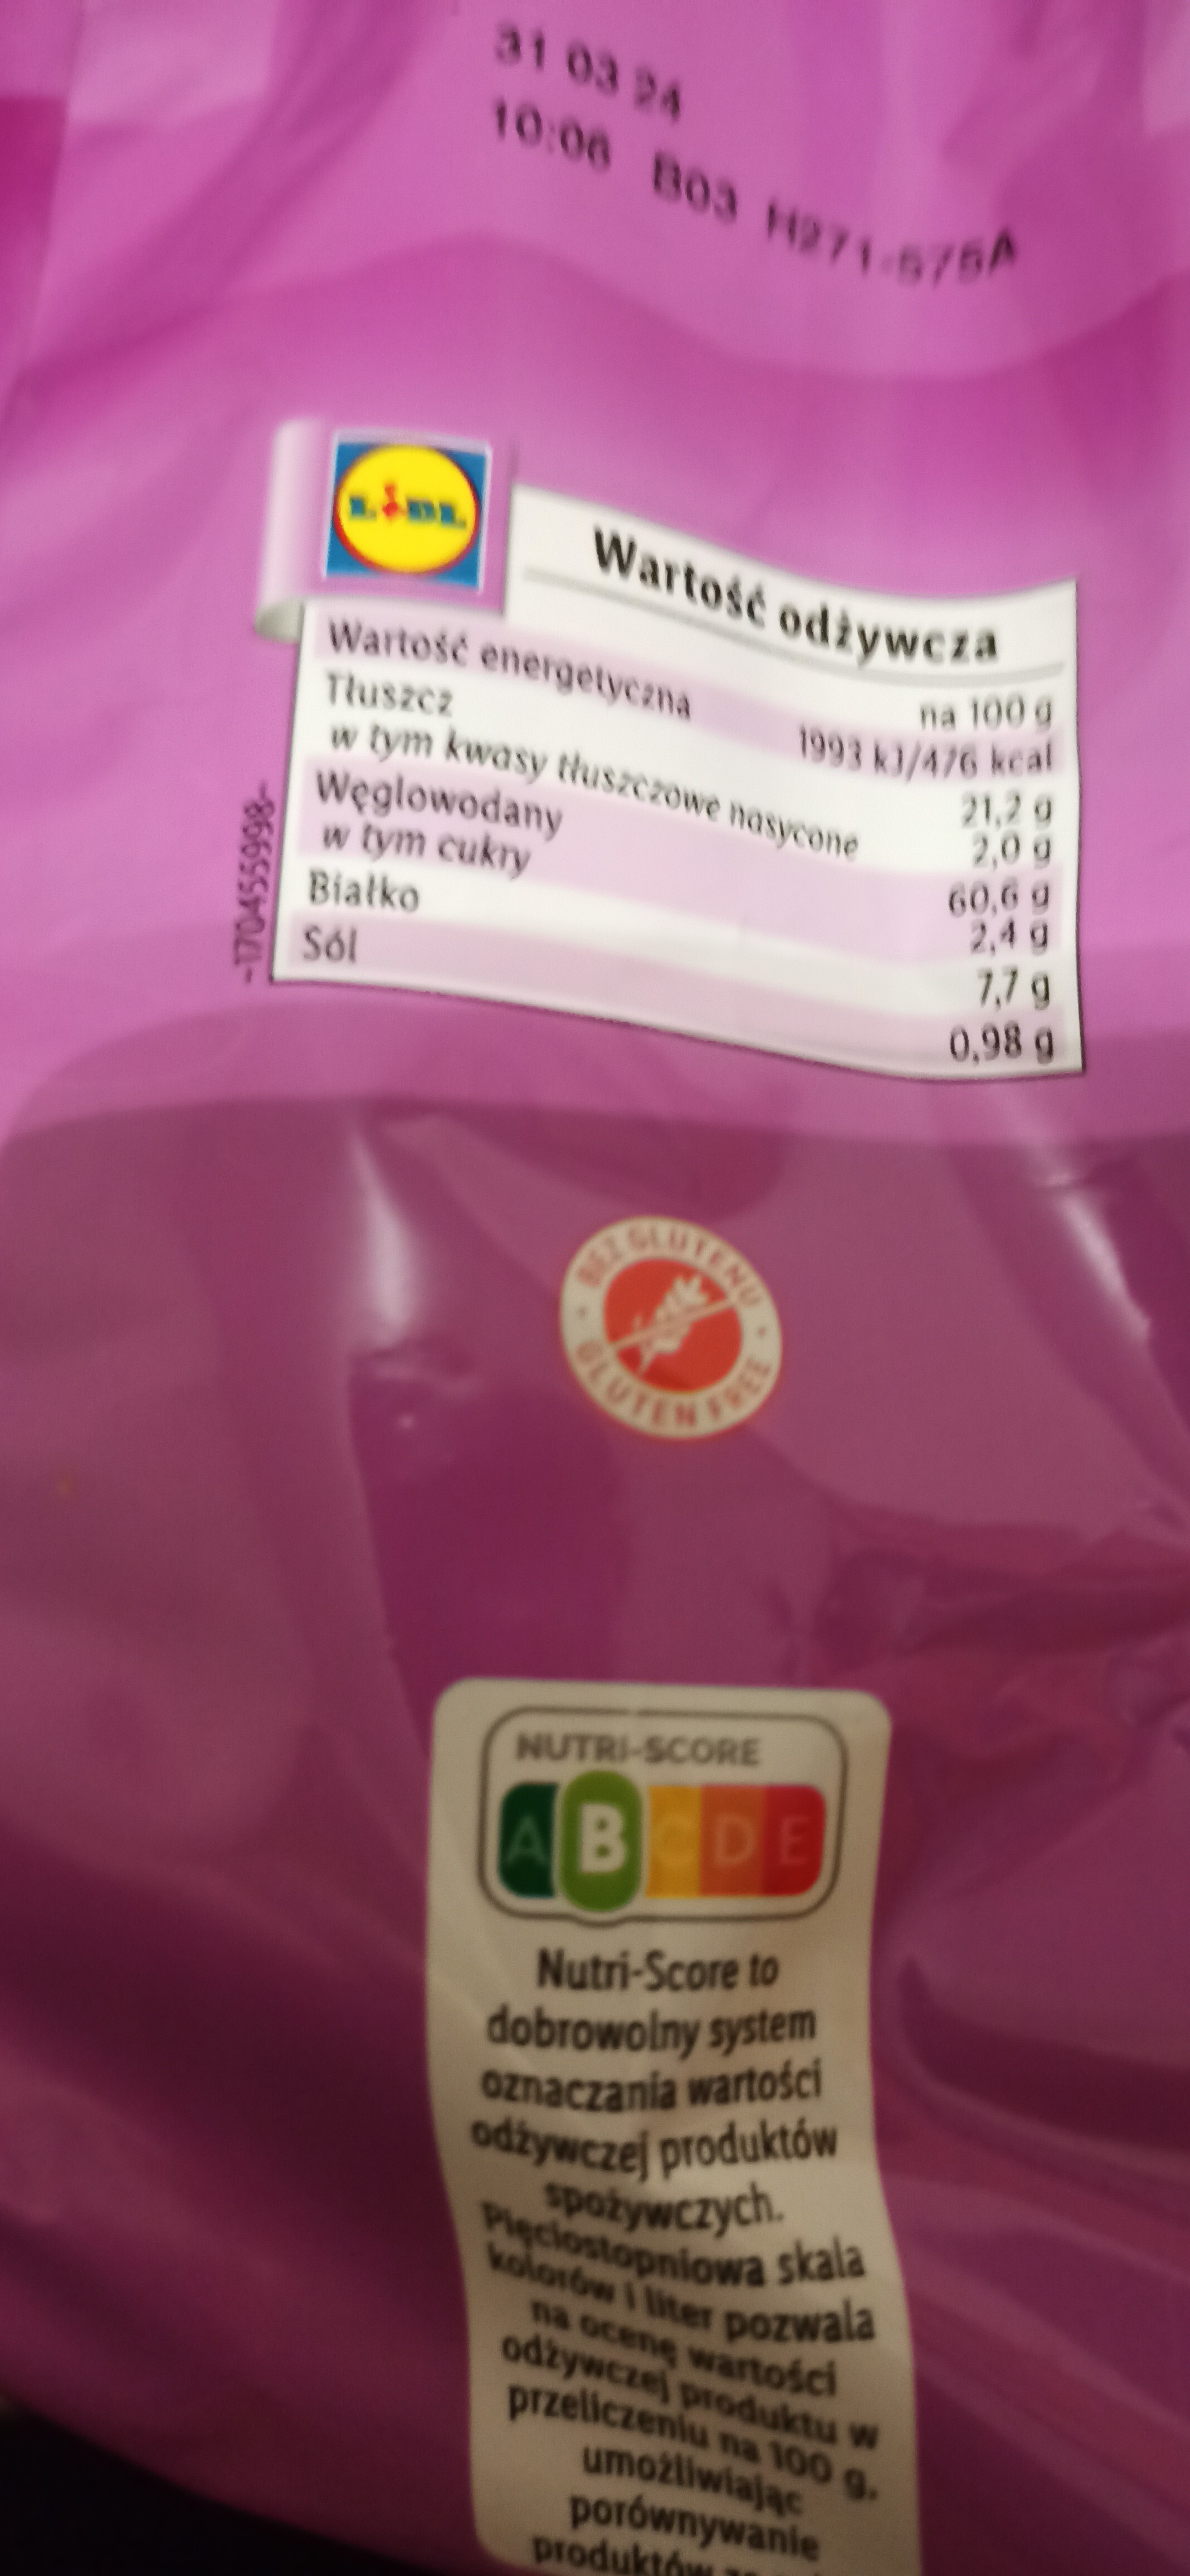 31 03 24
10:06 B03 H271-575A
LIDL
Wartość odżywcza
na 100 g
Wartość energetyczna 1993 kJ/476 kcal
Tłuszcz 21,2 g
w tym kwasy tłuszczowe nasycone 2,0 g
Węglowodany 60,6 g
w tym cukry 2,4 g
Białko 7,7 g
Sól 0,98 g
-170455998-
BEZ GLUTENU
GLUTEN FREE
NUTRI-SCORE
A B C D E
Nutri-Score to
dobrowolny system
oznaczania wartości
odżywczej produktów
spożywczych.
Pięciostopniowa skala
kolorów i liter pozwala
na ocenę wartości
odżywczej produktu w
przeliczeniu na 100 g,
umożliwiając
porównywanie
produktów